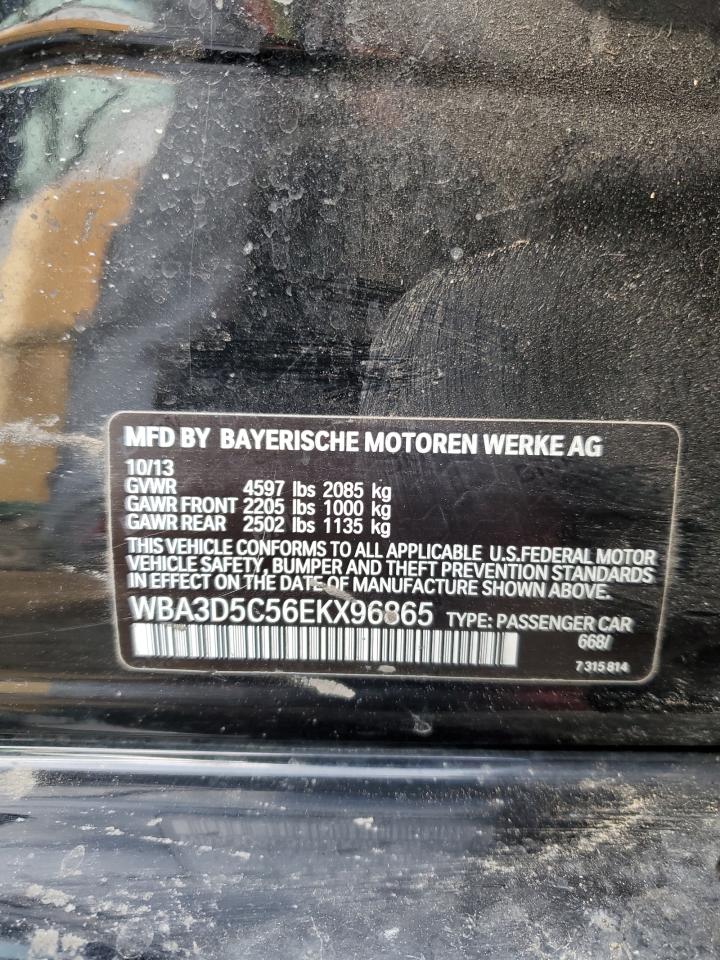 MFD BY BAYERISCHE MOTOREN WERKE AG
10/13
GVWR 4597 lbs 2085 kg
GAWR FRONT 2205 lbs 1000 kg
GAWR REAR 2502 lbs 1135 kg
THIS VEHICLE CONFORMS TO ALL APPLICABLE U.S.FEDERAL MOTOR
VEHICLE SAFETY, BUMPER AND THEFT PREVENTION STANDARDS
IN EFFECT ON THE DATE OF MANUFACTURE SHOWN ABOVE.
WBA3D5C56EKX96865 TYPE: PASSENGER CAR
668/
7 315 814